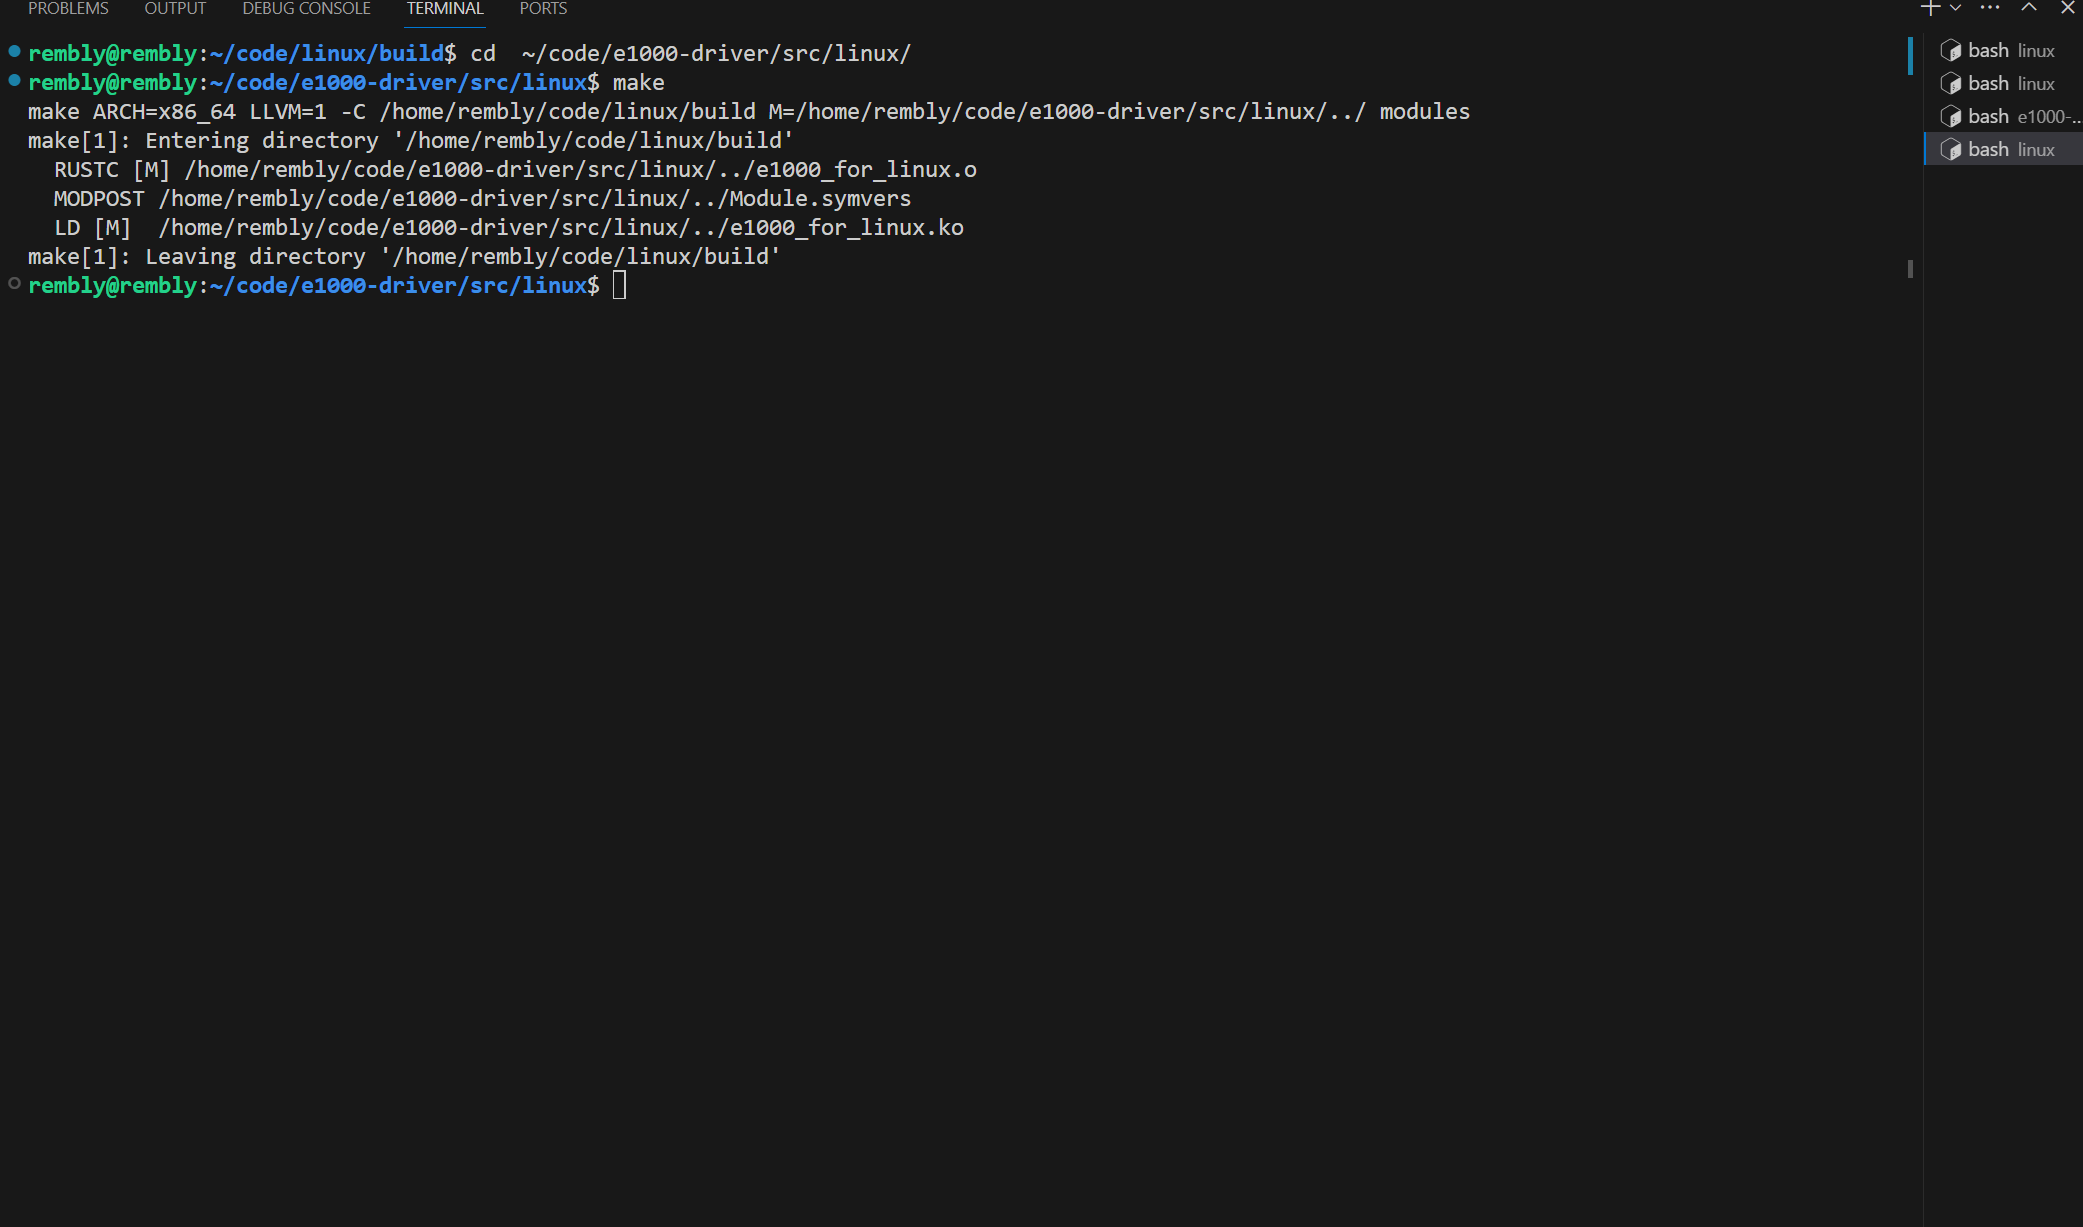 PROBLEMS OUTPUT DEBUG CONSOLE TERMINAL PORTS
rembly@rembly:~/code/linux/build$ cd  ~/code/e1000-driver/src/linux/
rembly@rembly:~/code/e1000-driver/src/linux$ make
make ARCH=x86_64 LLVM=1 -C /home/rembly/code/linux/build M=/home/rembly/code/e1000-driver/src/linux/../ modules
make[1]: Entering directory '/home/rembly/code/linux/build'
  RUSTC [M] /home/rembly/code/e1000-driver/src/linux/../e1000_for_linux.o
  MODPOST /home/rembly/code/e1000-driver/src/linux/../Module.symvers
  LD [M]  /home/rembly/code/e1000-driver/src/linux/../e1000_for_linux.ko
make[1]: Leaving directory '/home/rembly/code/linux/build'
rembly@rembly:~/code/e1000-driver/src/linux$
bash linux
bash linux
bash e1000-...
bash linux